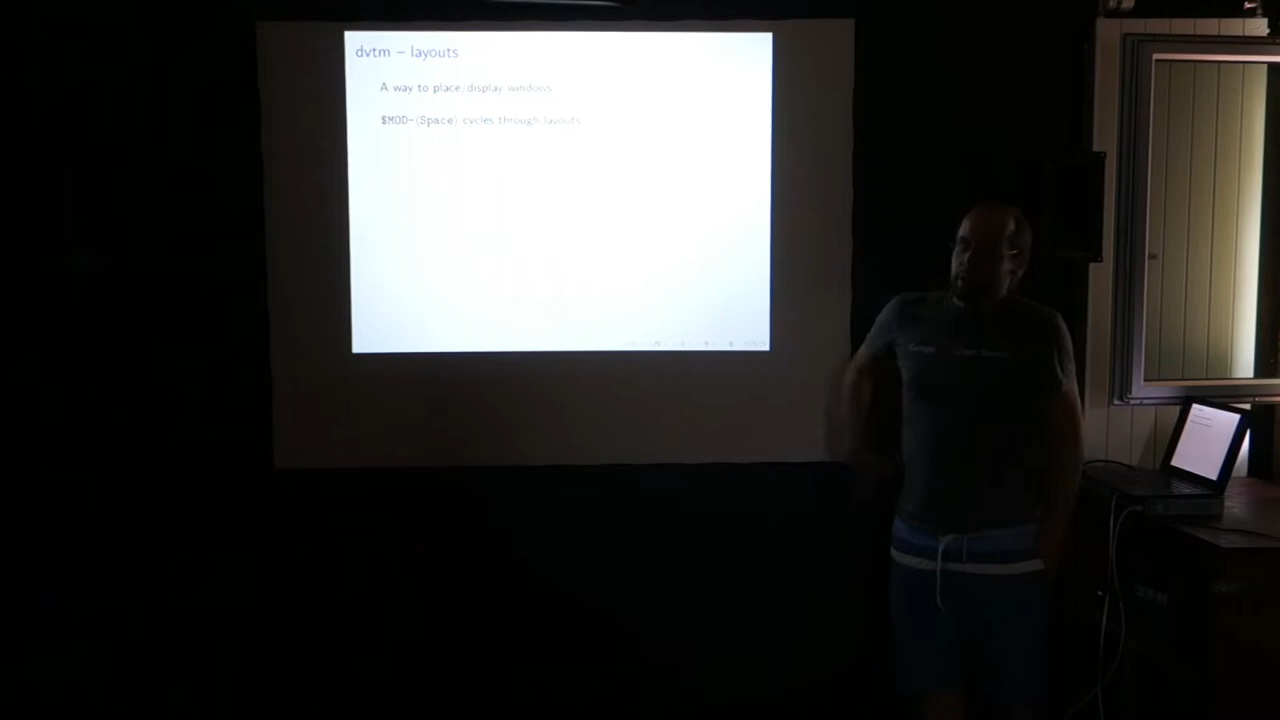 dvtm – layouts
A way to place/display windows
$MOD-⟨Space⟩ cycles through layouts